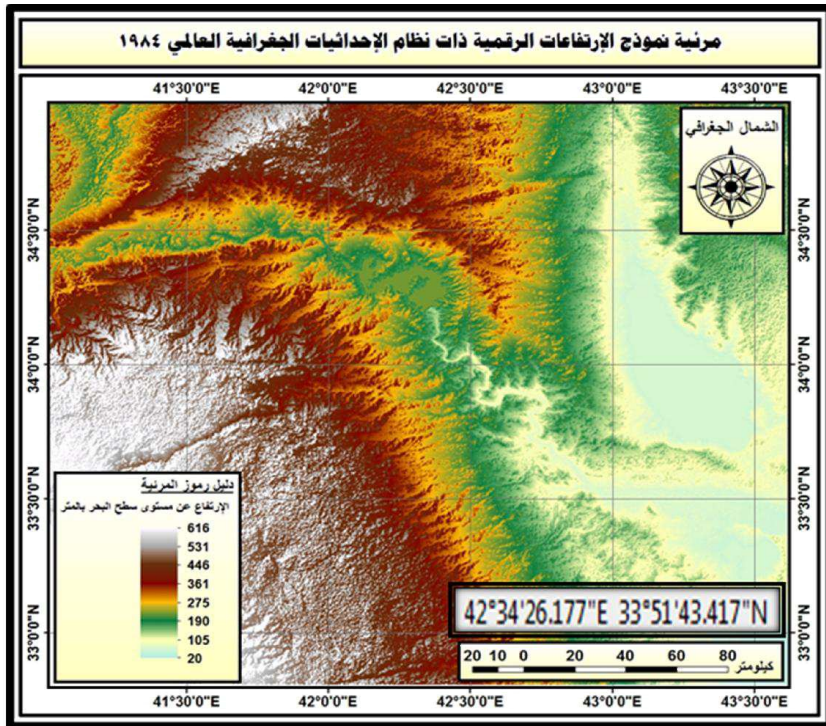 مرئية نموذج الإرتفاعات الرقمية ذات نظام الإحداثيات الجغرافية العالمي ١٩٨٤
41°30'0"E 42°0'0"E 42°30'0"E 43°0'0"E 43°30'0"E
الشمال الجغرافي
34°30'0"N 34°30'0"N
34°0'0"N 34°0'0"N
33°30'0"N 33°30'0"N
33°0'0"N 33°0'0"N
دليل رموز المرئية
الإرتفاع عن مستوى سطح البحر بالمتر
616
531
446
361
275
190
105
20
42°34'26.177"E 33°51'43.417"N
20 10 0 20 40 60 80
كيلومتر
41°30'0"E 42°0'0"E 42°30'0"E 43°0'0"E 43°30'0"E